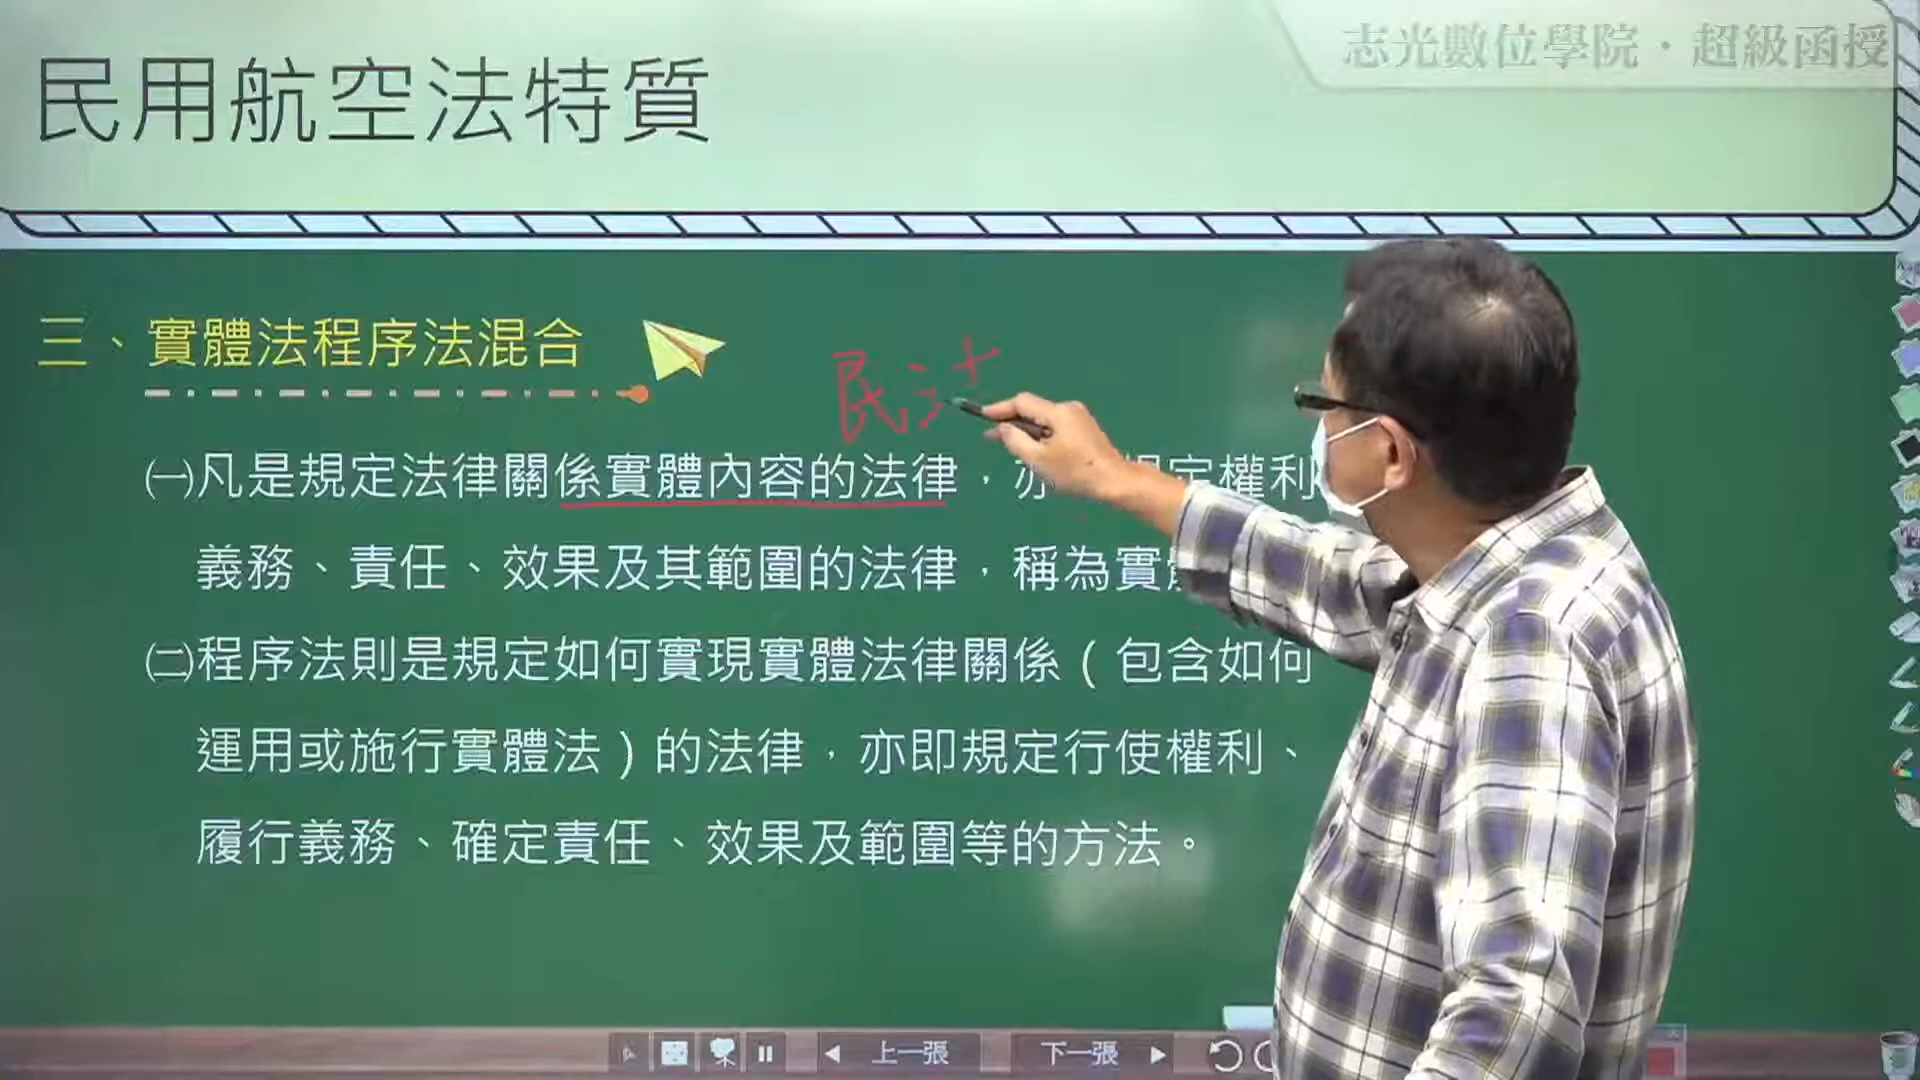 志光數位學院・超級函授
民用航空法特質
三、實體法程序法混合
民法
㈠凡是規定法律關係實體內容的法律，亦 規定權利
義務、責任、效果及其範圍的法律，稱為實
㈡程序法則是規定如何實現實體法律關係（包含如何
運用或施行實體法）的法律，亦即規定行使權利、
履行義務、確定責任、效果及範圍等的方法。
上一張 下一張